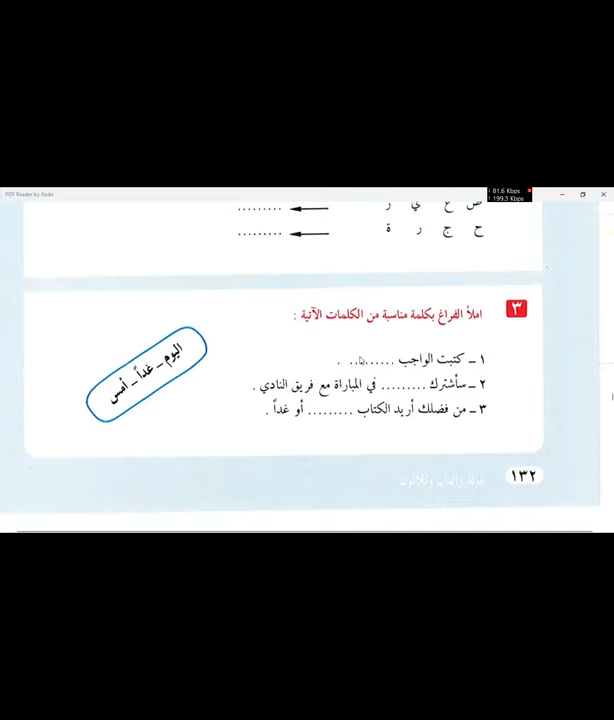 PDF Reader by Xodo
↓ 81.6 Kbps
↑ 199.3 Kbps
ص غ ي ر ← .........
ح ج ر ة ← .........
٣ املأ الفراغ بكلمة مناسبة من الكلمات الآتية :
اليوم ـ غداً ـ أمس
١ ـ كتبت الواجب ......... .
٢ ـ سأشترك ......... في المباراة مع فريق النادي .
٣ ـ من فضلك أريد الكتاب ......... أو غداً .
١٣٢ مائة واثنان وثلاثون